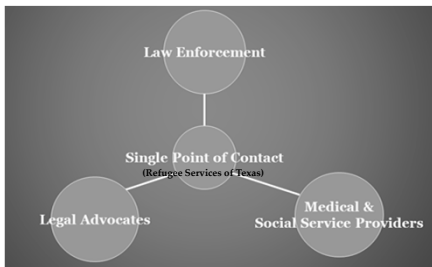 Law Enforcement
Single Point of Contact
(Refugee Services of Texas)
Legal Advocates
Medical &
Social Service Providers